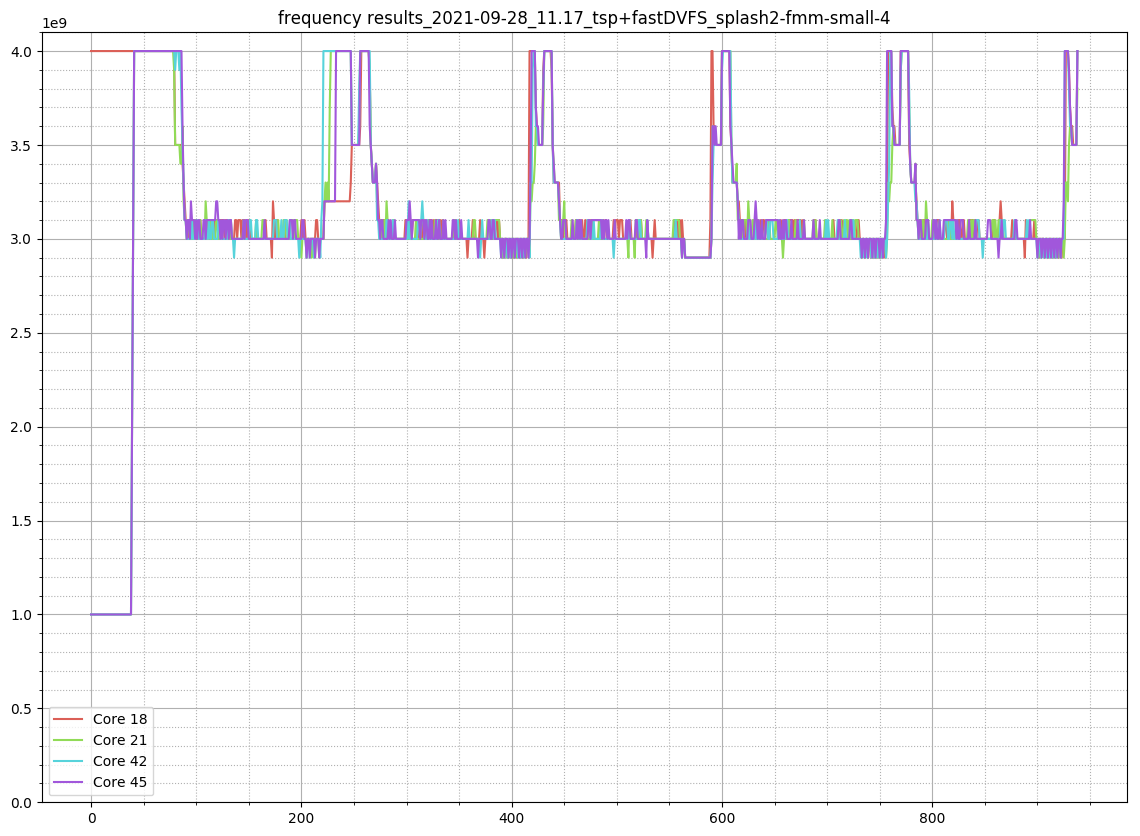 frequency results_2021-09-28_11.17_tsp+fastDVFS_splash2-fmm-small-4
1e9
4.0
3.5
3.0
2.5
2.0
1.5
1.0
0.5
0.0
Core 18
Core 21
Core 42
Core 45
0 200 400 600 800